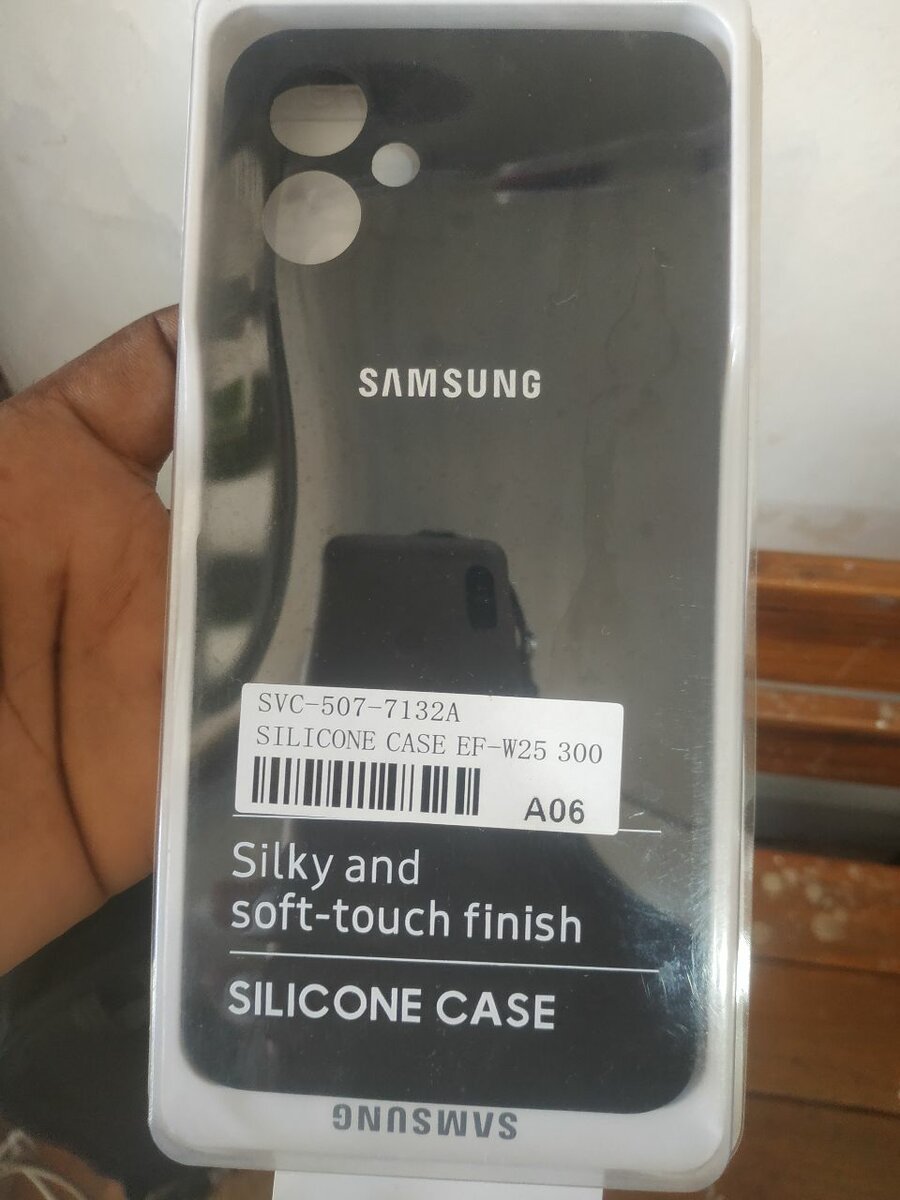 SAMSUNG
SVC-507-7132A
SILICONE CASE EF-W25 300
A06
Silky and
soft-touch finish
SILICONE CASE
SAMSUNG